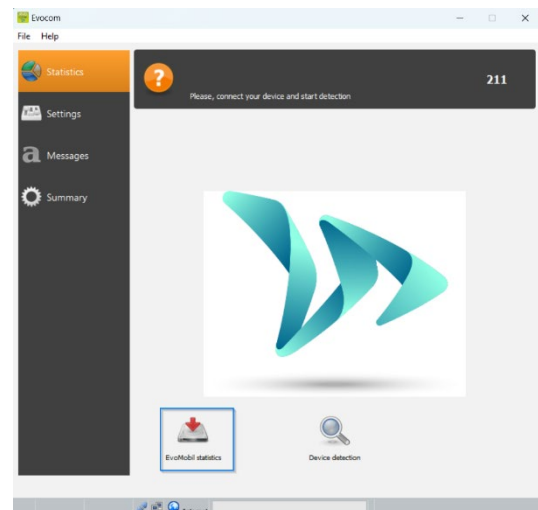 Evocom
File Help
Statistics
211
Please, connect your device and start detection
Settings
Messages
Summary
EvoMobil statistics
Device detection